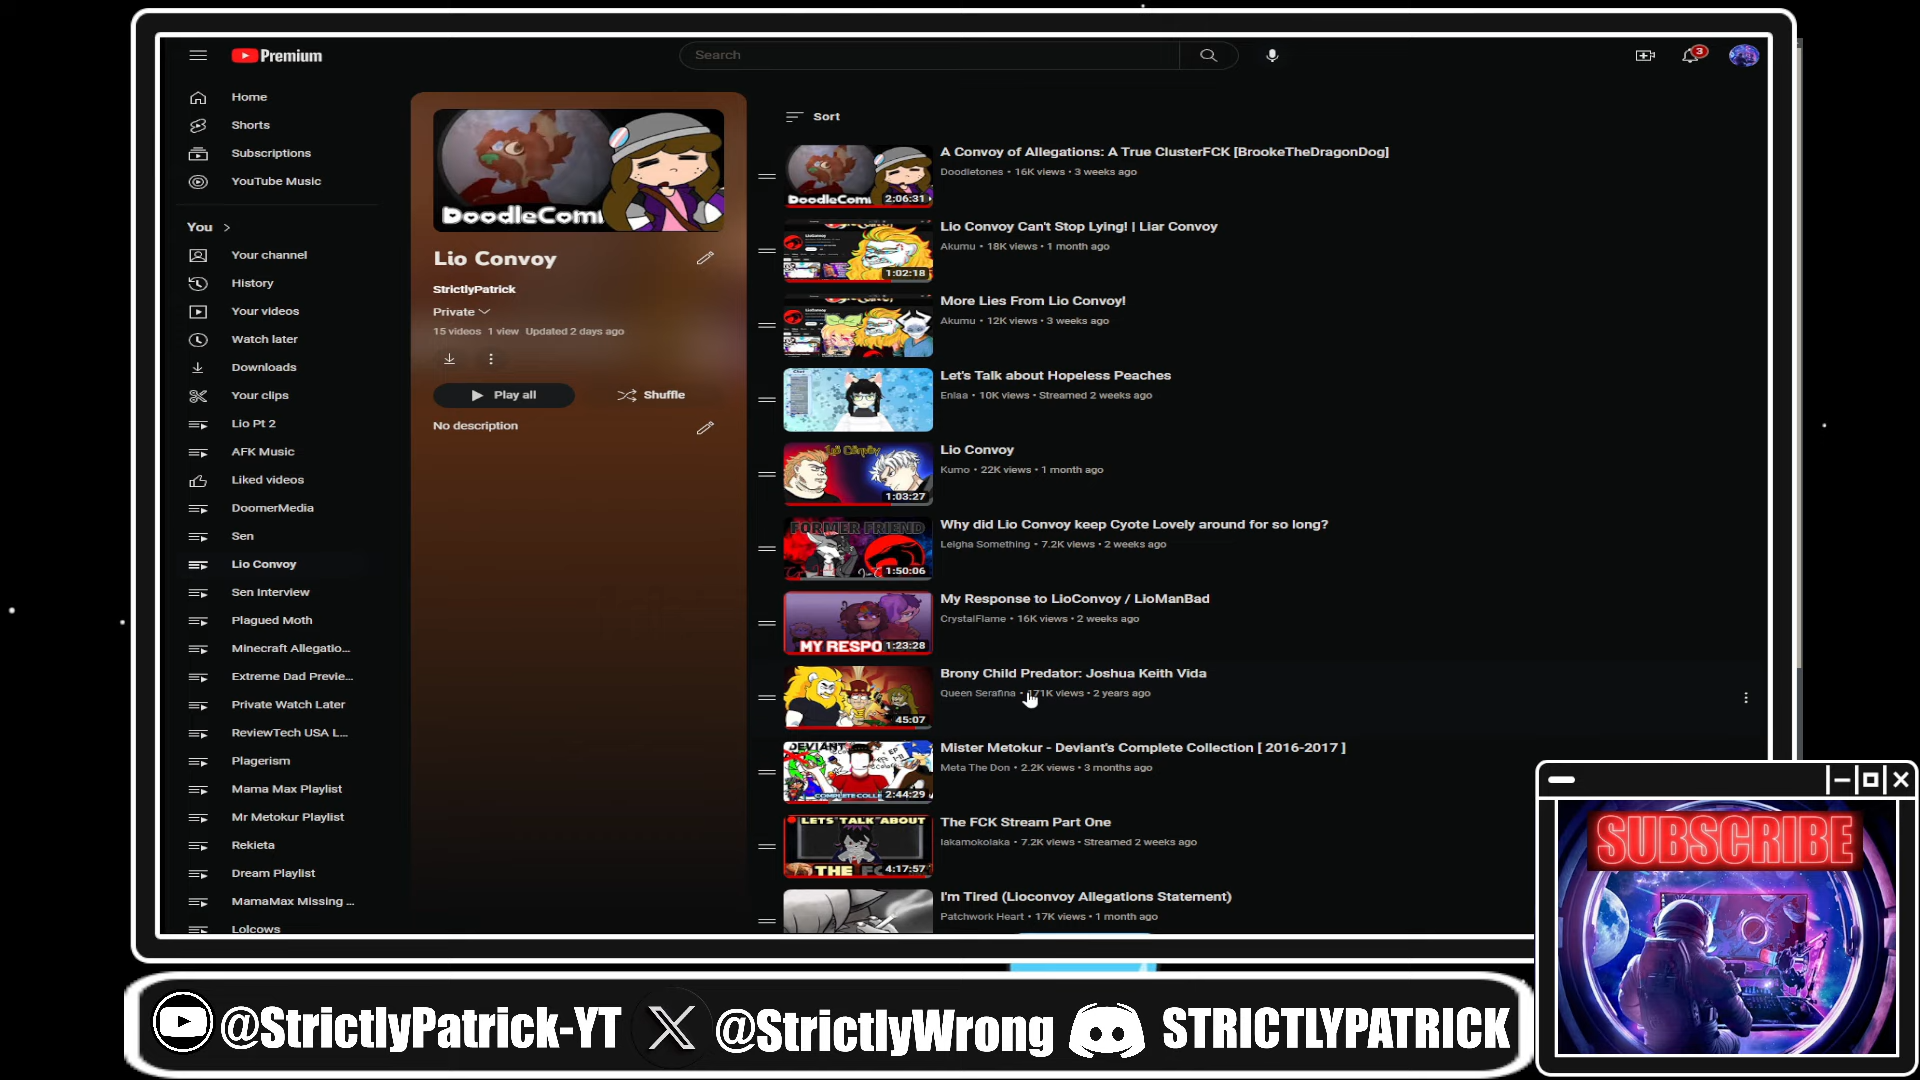 Premium
Search
3
Home
Shorts
Subscriptions
YouTube Music
You
Your channel
History
Your videos
Watch later
Downloads
Your clips
Lio Pt 2
AFK Music
Liked videos
DoomerMedia
Sen
Lio Convoy
Sen Interview
Plagued Moth
Minecraft Allegatio...
Extreme Dad Previe...
Private Watch Later
ReviewTech USA L...
Plagerism
Mama Max Playlist
Mr Metokur Playlist
Rekieta
Dream Playlist
MamaMax Missing ...
Lolcows
DoodleComm
Lio Convoy
StrictlyPatrick
Private
15 videos 1 view Updated 2 days ago
Play all
Shuffle
No description
Sort
DoodleCom
2:06:31
A Convoy of Allegations: A True ClusterFCK [BrookeTheDragonDog]
Doodletones • 16K views • 3 weeks ago
1:02:18
Lio Convoy Can't Stop Lying! | Liar Convoy
Akumu • 18K views • 1 month ago
More Lies From Lio Convoy!
Akumu • 12K views • 3 weeks ago
Let's Talk about Hopeless Peaches
Enlaa • 10K views • Streamed 2 weeks ago
Lio Convoy
1:03:27
Lio Convoy
Kumo • 22K views • 1 month ago
FORMER FRIEND
1:50:06
Why did Lio Convoy keep Cyote Lovely around for so long?
Leigha Something • 7.2K views • 2 weeks ago
MY RESPO
1:23:28
My Response to LioConvoy / LioManBad
CrystalFlame • 16K views • 2 weeks ago
45:07
Brony Child Predator: Joshua Keith Vida
Queen Serafina • 171K views • 2 years ago
DEVIANT
COMPLETE COLLE
2:44:29
Mister Metokur - Deviant's Complete Collection [ 2016-2017 ]
Meta The Don • 2.2K views • 3 months ago
LETS TALK ABOUT
THE FC
4:17:57
The FCK Stream Part One
lakamokolaka • 7.2K views • Streamed 2 weeks ago
I'm Tired (Lioconvoy Allegations Statement)
Patchwork Heart • 17K views • 1 month ago
SUBSCRIBE
@StrictlyPatrick-YT
@StrictlyWrong
STRICTLYPATRICK